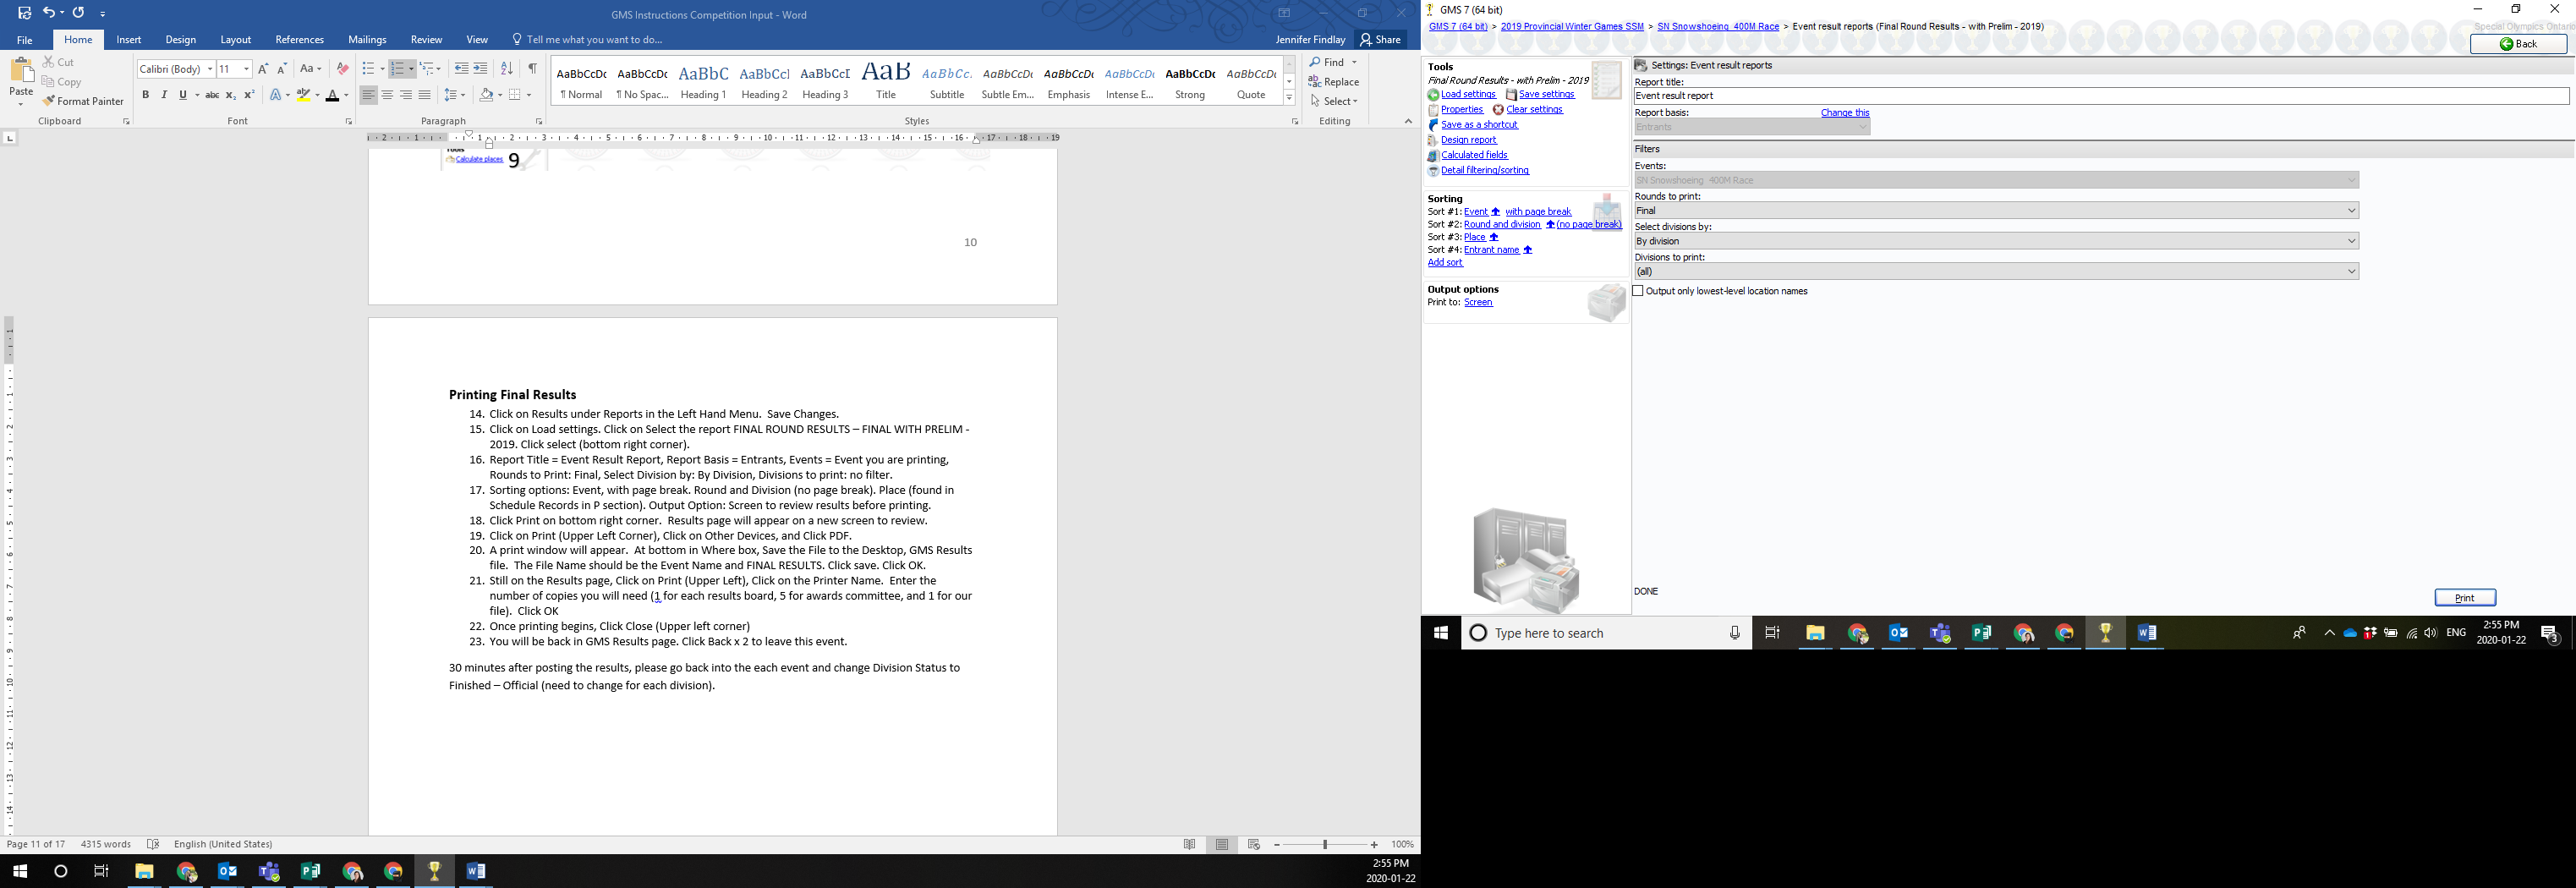 GMS Instructions Competition Input - Word
File Home Insert Design Layout References Mailings Review View Tell me what you want to do... Jennifer Findlay Share
Paste
Cut
Copy
Format Painter
Calibri (Body) 11
Find
Replace
Select
AaBbCcDc AaBbCcDc AaBbC AaBbCcl AaBbCcI AaB AaBbCc. AaBbCcDc AaBbCcDc AaBbCcDc AaBbCcDc AaBbCcDt
¶ Normal ¶ No Spac... Heading 1 Heading 2 Heading 3 Title Subtitle Subtle Em... Emphasis Intense E... Strong Quote
Clipboard Font Paragraph Styles Editing
Tools
Calculate places 9
10
Printing Final Results
14. Click on Results under Reports in the Left Hand Menu.  Save Changes.
15. Click on Load settings. Click on Select the report FINAL ROUND RESULTS – FINAL WITH PRELIM -
2019. Click select (bottom right corner).
16. Report Title = Event Result Report, Report Basis = Entrants, Events = Event you are printing,
Rounds to Print: Final, Select Division by: By Division, Divisions to print: no filter.
17. Sorting options: Event, with page break. Round and Division (no page break). Place (found in
Schedule Records in P section). Output Option: Screen to review results before printing.
18. Click Print on bottom right corner.  Results page will appear on a new screen to review.
19. Click on Print (Upper Left Corner), Click on Other Devices, and Click PDF.
20. A print window will appear.  At bottom in Where box, Save the File to the Desktop, GMS Results
file.  The File Name should be the Event Name and FINAL RESULTS. Click save. Click OK.
21. Still on the Results page, Click on Print (Upper Left), Click on the Printer Name.  Enter the
number of copies you will need (1 for each results board, 5 for awards committee, and 1 for our
file).  Click OK
22. Once printing begins, Click Close (Upper left corner)
23. You will be back in GMS Results page. Click Back x 2 to leave this event.
30 minutes after posting the results, please go back into the each event and change Division Status to
Finished – Official (need to change for each division).
Page 11 of 17 4315 words English (United States) 100%
2:55 PM
2020-01-22
GMS 7 (64 bit)
GMS 7 (64 bit) > 2019 Provincial Winter Games SSM > SN Snowshoeing 400M Race > Event result reports (Final Round Results - with Prelim - 2019)
Special Olympics Ontario
Back
Tools
Final Round Results - with Prelim - 2019
Load settings Save settings
Properties Clear settings
Save as a shortcut
Design report
Calculated fields
Detail filtering/sorting
Sorting
Sort #1: Event with page break
Sort #2: Round and division (no page break)
Sort #3: Place
Sort #4: Entrant name
Add sort
Output options
Print to: Screen
Settings: Event result reports
Report title:
Event result report
Report basis: Change this
Entrants
Filters
Events:
SN Snowshoeing 400M Race
Rounds to print:
Final
Select divisions by:
By division
Divisions to print:
(all)
Output only lowest-level location names
DONE
Print
Type here to search
ENG
2:55 PM
2020-01-22
3